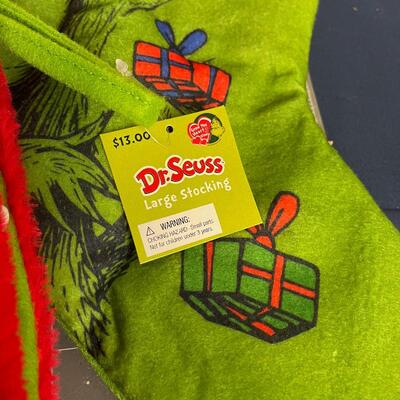 $13.00
Dr. Seuss
Large Stocking
WARNING:
CHOKING HAZARD - Small parts.
Not for children under 3 years.